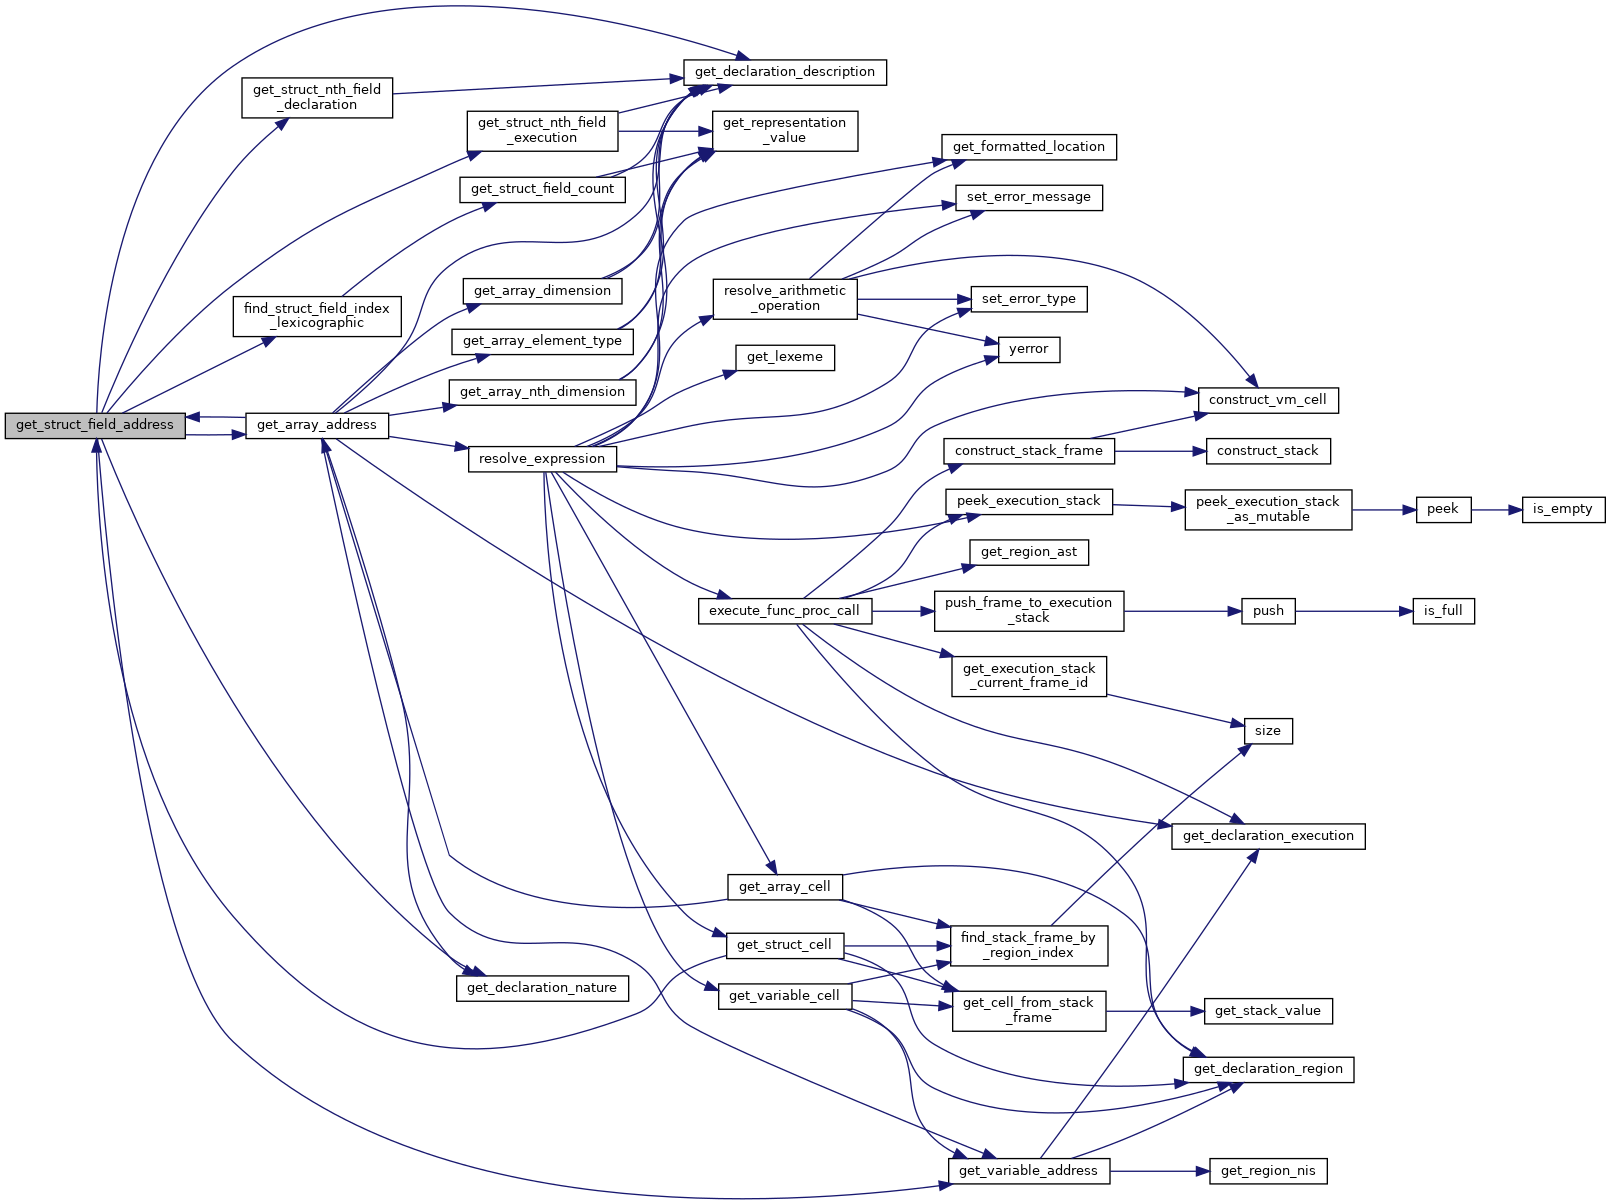 get_declaration_description
get_struct_nth_field
_declaration
get_struct_nth_field
_execution
get_representation
_value
get_formatted_location
get_struct_field_count
set_error_message
get_array_dimension
resolve_arithmetic
_operation
set_error_type
find_struct_field_index
_lexicographic
get_array_element_type
yerror
get_lexeme
get_array_nth_dimension
construct_vm_cell
get_struct_field_address
get_array_address
resolve_expression
construct_stack_frame
construct_stack
peek_execution_stack
peek_execution_stack
_as_mutable
peek
is_empty
get_region_ast
execute_func_proc_call
push_frame_to_execution
_stack
push
is_full
get_execution_stack
_current_frame_id
size
get_declaration_execution
get_array_cell
get_struct_cell
find_stack_frame_by
_region_index
get_declaration_nature
get_variable_cell
get_cell_from_stack
_frame
get_stack_value
get_declaration_region
get_variable_address
get_region_nis